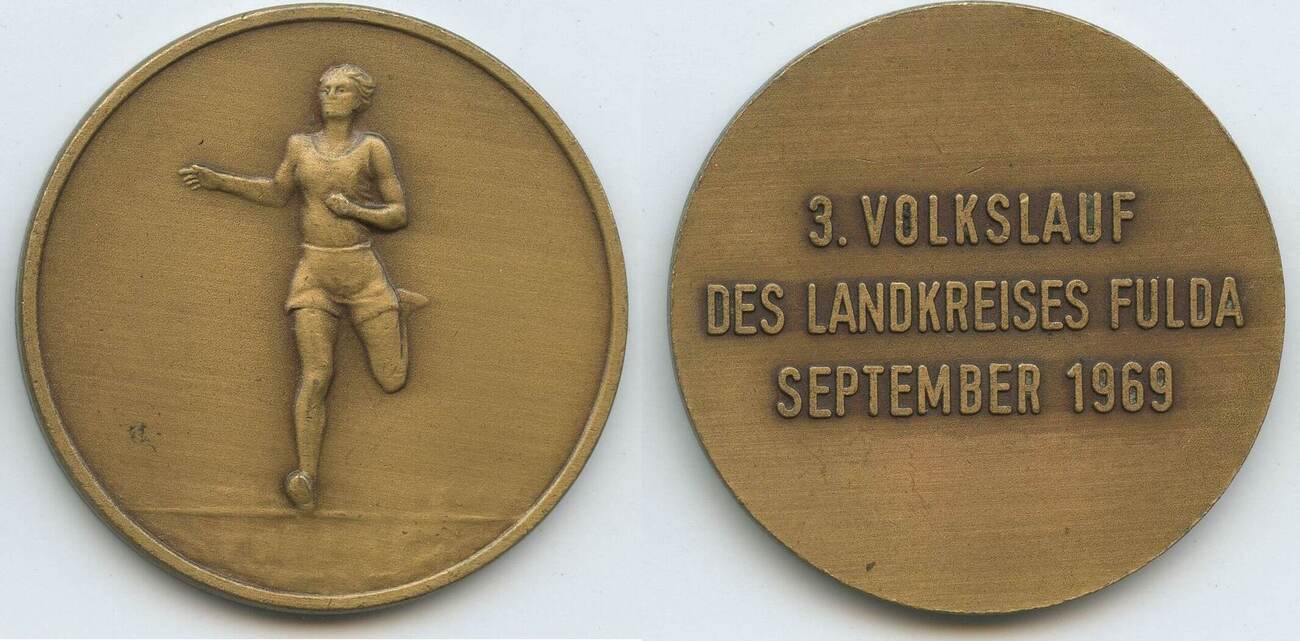 3. VOLKSLAUF
DES LANDKREISES FULDA
SEPTEMBER 1969